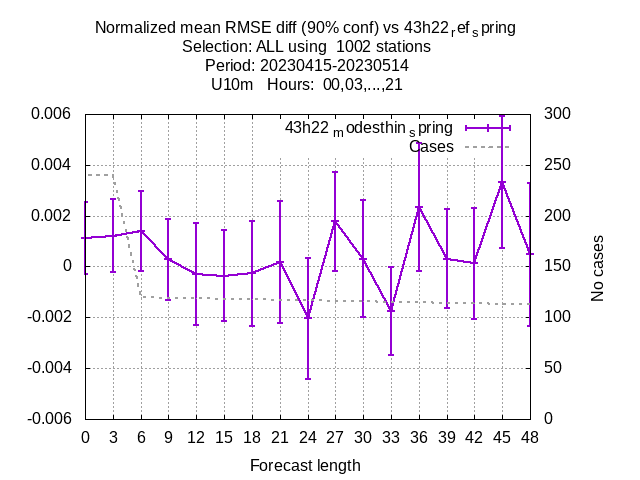 Normalized mean RMSE diff (90% conf) vs 43h22refspring
Selection: ALL using 1002 stations
Period: 20230415-20230514
U10m Hours: 00,03,...,21
0.006 300
43h22modesthinspring
Cases
0.004 250
0.002 200
0 150
-0.002 100
-0.004 50
-0.006 0
No cases
0 3 6 9 12 15 18 21 24 27 30 33 36 39 42 45 48
Forecast length